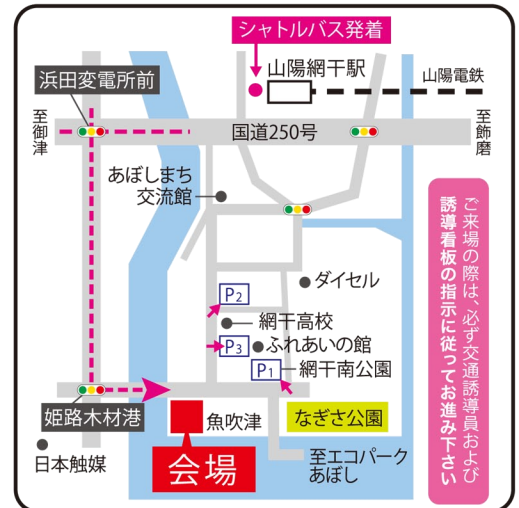 シャトルバス発着
山陽網干駅
山陽電鉄
浜田変電所前
至御津
国道250号
至飾磨
あぼしまち
交流館
ダイセル
P2
網干高校
P3
ふれあいの館
P1
網干南公園
姫路木材港
魚吹津
なぎさ公園
日本触媒
会場
至エコパーク
あぼし
ご来場の際は、必ず交通誘導員および
誘導看板の指示に従ってお進み下さい